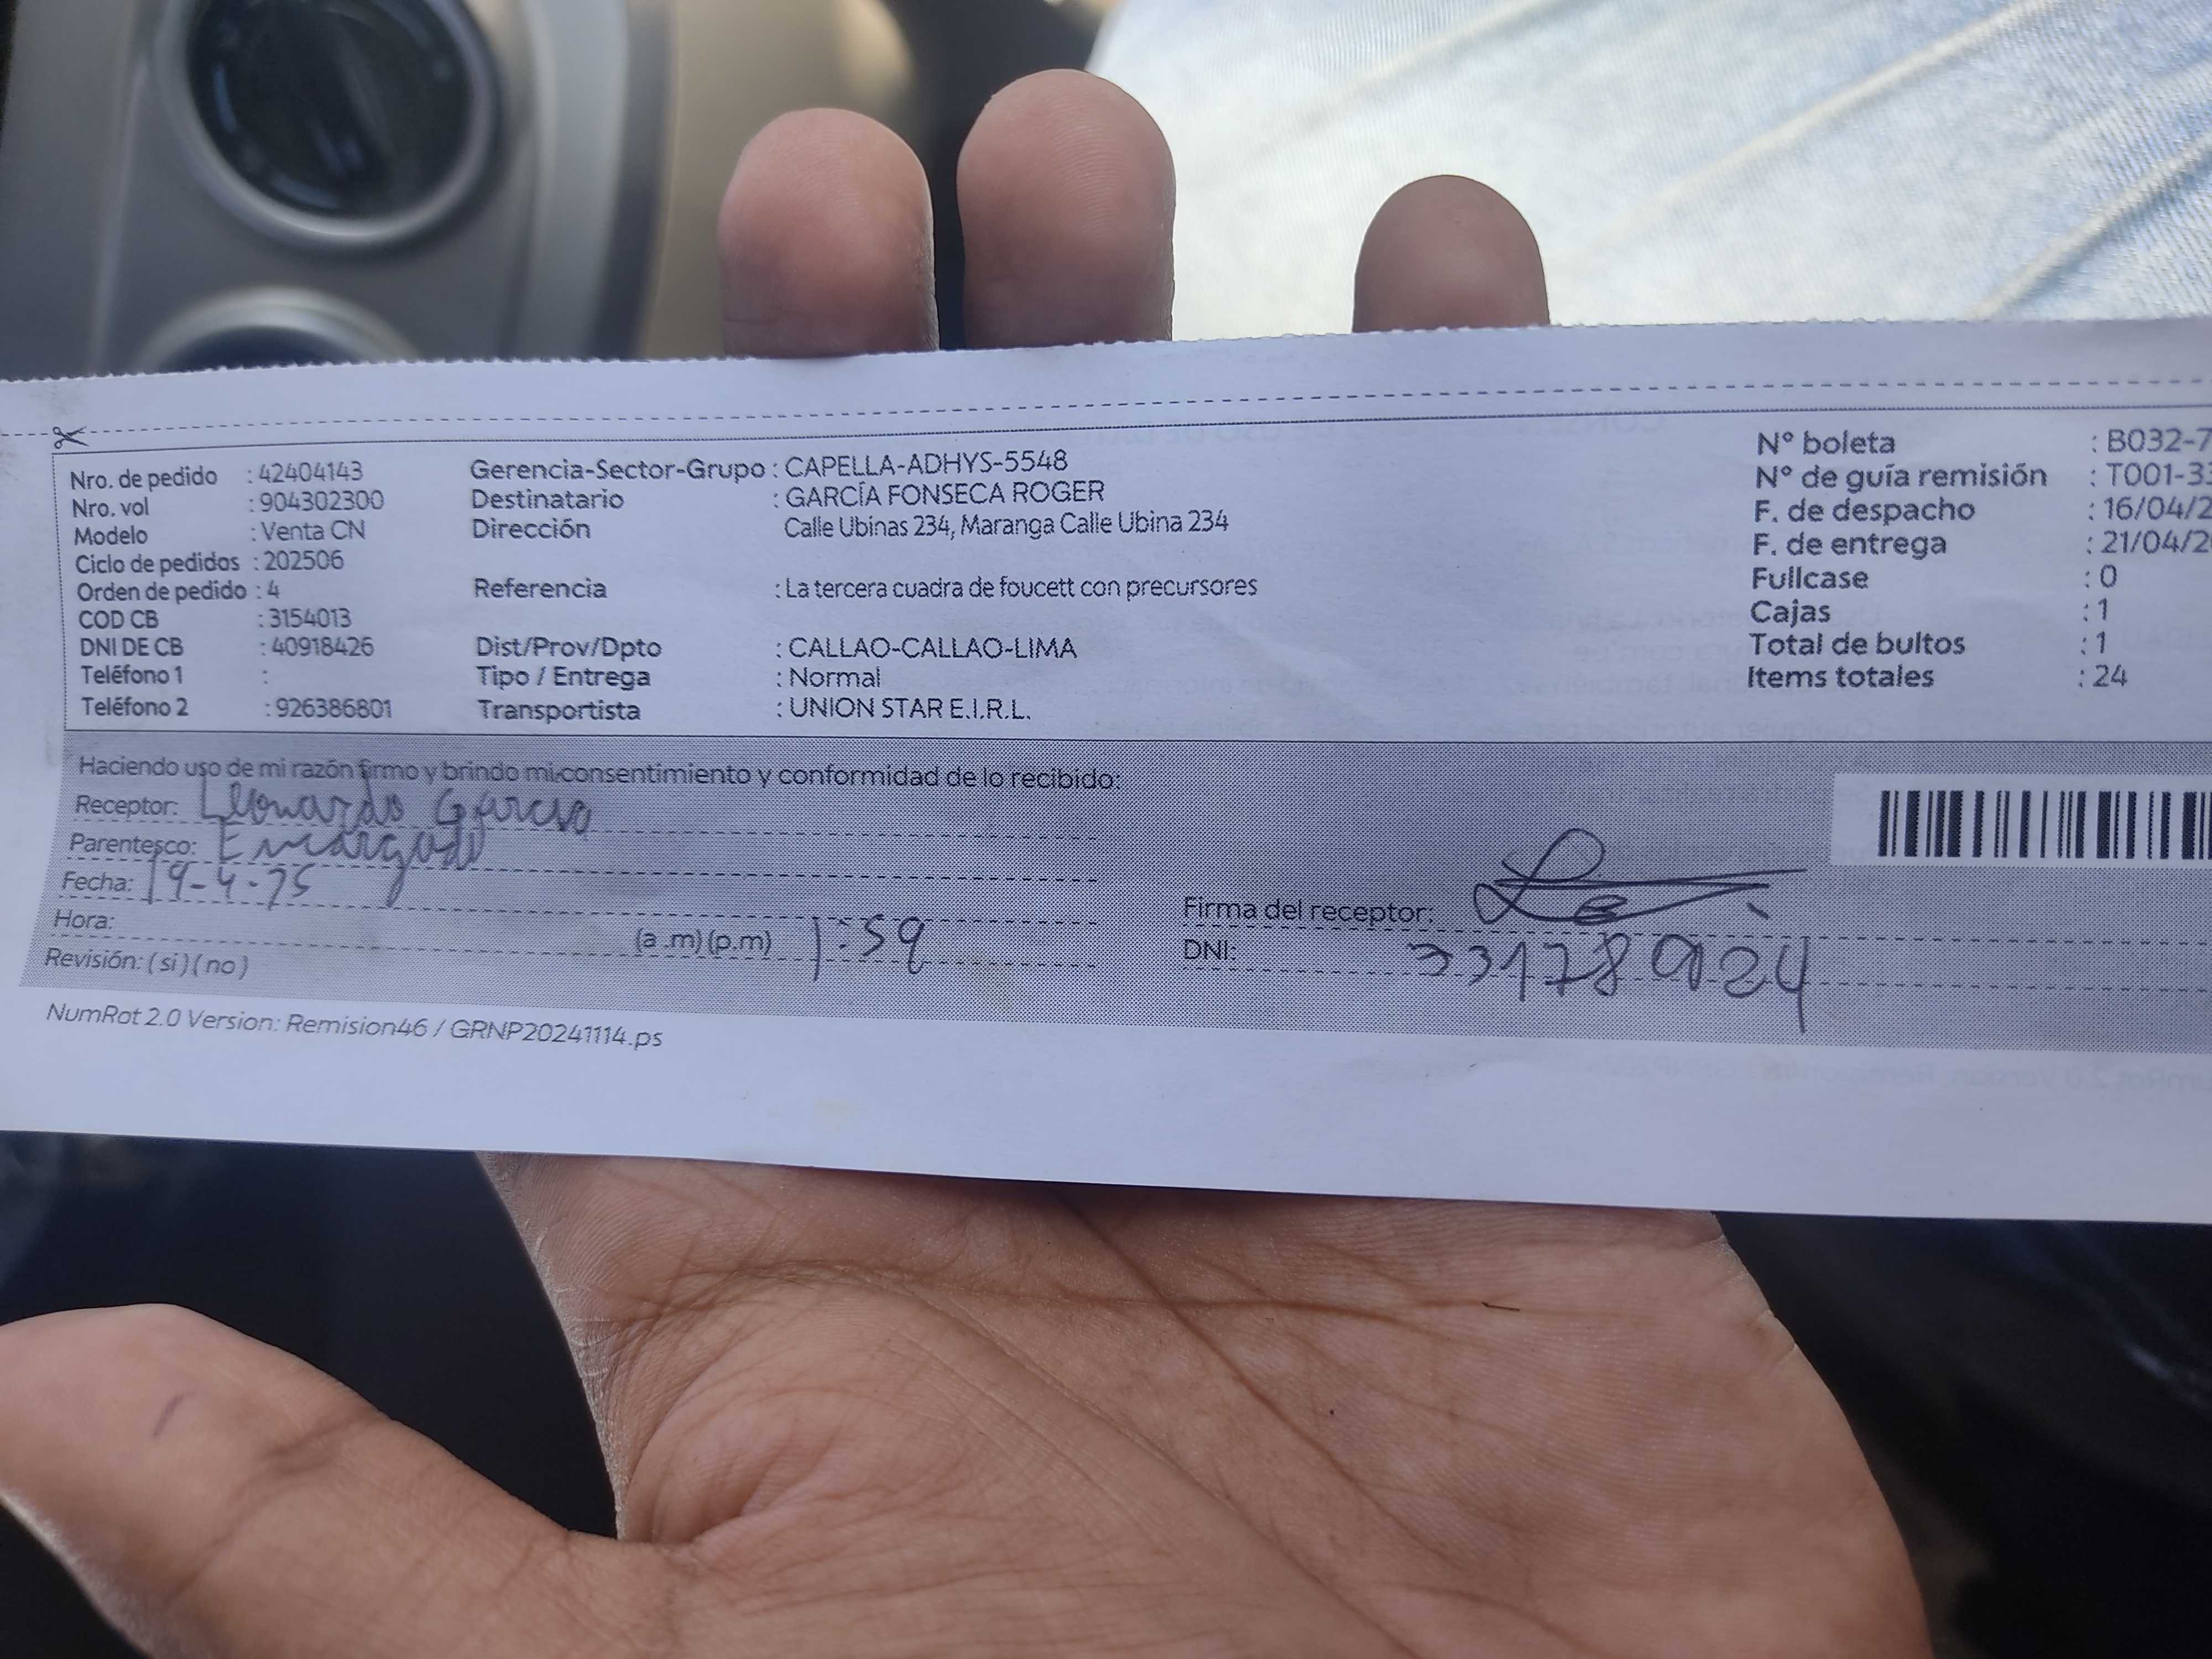 Nro. de pedido : 42404143
Nro. vol : 904302300
Modelo : Venta CN
Ciclo de pedidos : 202506
Orden de pedido : 4
COD CB : 3154013
DNI DE CB : 40918426
Teléfono 1 :
Teléfono 2 : 926386801
Gerencia-Sector-Grupo : CAPELLA-ADHYS-5548
Destinatario : GARCÍA FONSECA ROGER
Dirección Calle Ubinas 234, Maranga Calle Ubina 234
Referencia : La tercera cuadra de foucett con precursores
Dist/Prov/Dpto : CALLAO-CALLAO-LIMA
Tipo / Entrega : Normal
Transportista : UNION STAR E.I.R.L.
N° boleta : B032-7
N° de guía remisión : T001-33
F. de despacho : 16/04/2
F. de entrega : 21/04/20
Fullcase : 0
Cajas : 1
Total de bultos : 1
Items totales : 24
Haciendo uso de mi razón firmo y brindo mi consentimiento y conformidad de lo recibido:
Receptor: Leonardo Garcia
Parentesco: Encargado
Fecha: 19-4-25
Hora: (a .m) (p.m) 1:59
Revisión: ( si ) ( no )
Firma del receptor:
DNI:
NumRot 2.0 Version: Remision46 / GRNP20241114.ps